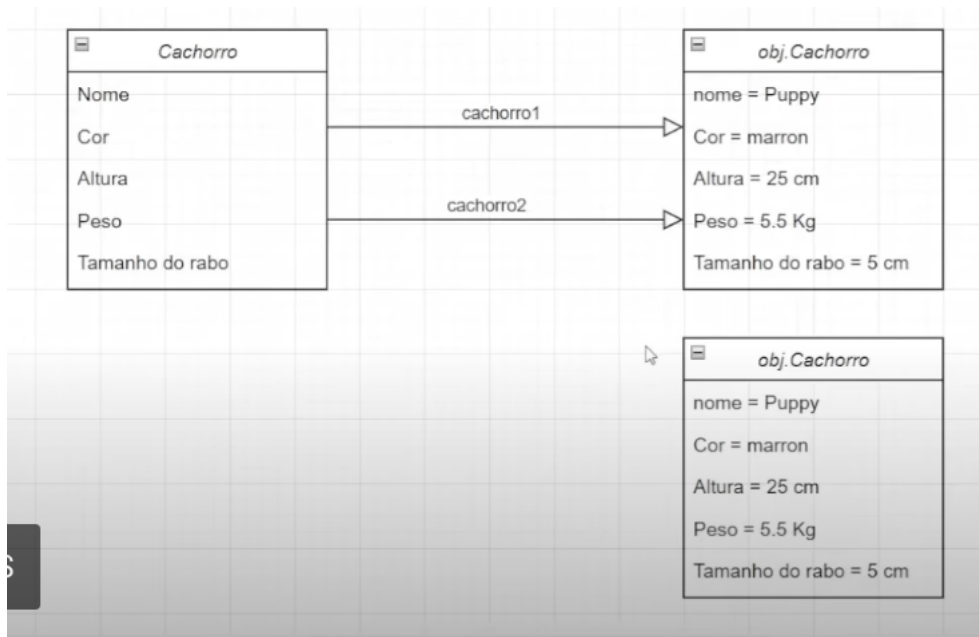 Cachorro
Nome
Cor
Altura
Peso
Tamanho do rabo
cachorro1
cachorro2
obj.Cachorro
nome = Puppy
Cor = marron
Altura = 25 cm
Peso = 5.5 Kg
Tamanho do rabo = 5 cm
obj.Cachorro
nome = Puppy
Cor = marron
Altura = 25 cm
Peso = 5.5 Kg
Tamanho do rabo = 5 cm